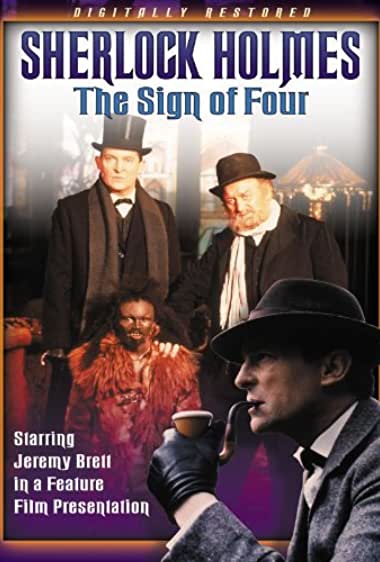 DIGITALLY RESTORED
SHERLOCK HOLMES
The Sign of Four
Starring
Jeremy Brett
in a Feature
Film Presentation